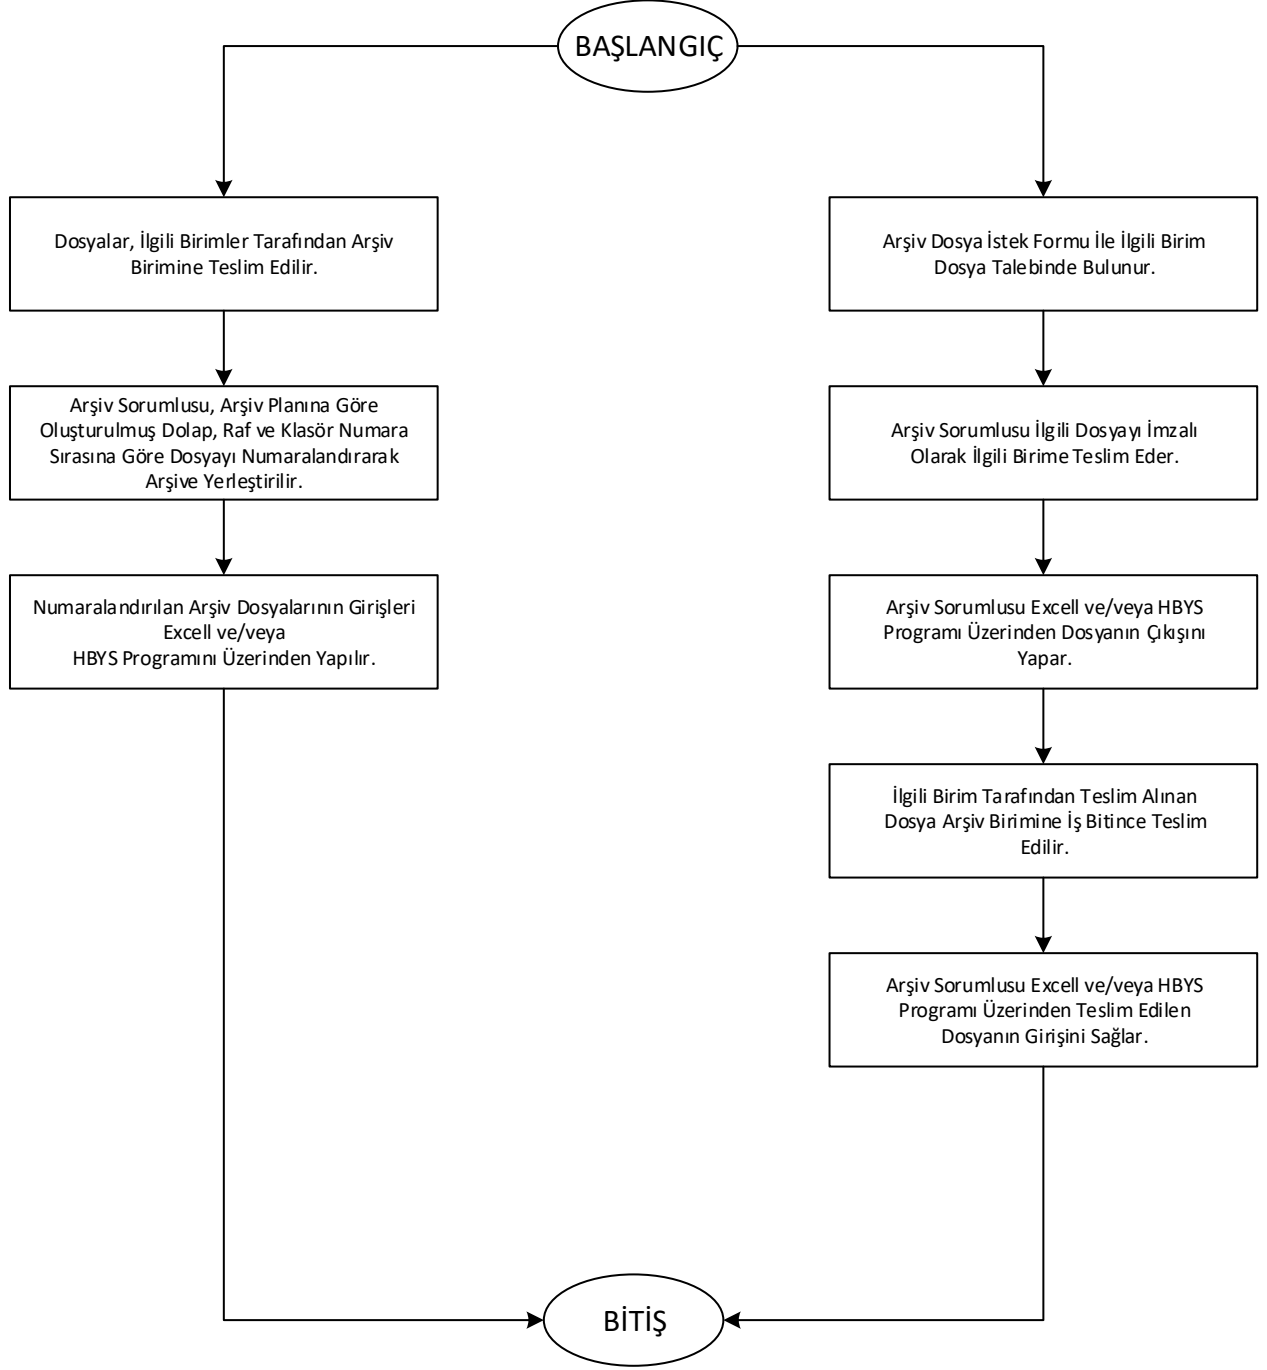 BAŞLANGIÇ
Dosyalar, İlgili Birimler Tarafından Arşiv
Birimine Teslim Edilir.
Arşiv Sorumlusu, Arşiv Planına Göre
Oluşturulmuş Dolap, Raf ve Klasör Numara
Sırasına Göre Dosyayı Numaralandırarak
Arşive Yerleştirilir.
Numaralandırılan Arşiv Dosyalarının Girişleri
Excell ve/veya
HBYS Programını Üzerinden Yapılır.
Arşiv Dosya İstek Formu İle İlgili Birim
Dosya Talebinde Bulunur.
Arşiv Sorumlusu İlgili Dosyayı İmzalı
Olarak İlgili Birime Teslim Eder.
Arşiv Sorumlusu Excell ve/veya HBYS
Programı Üzerinden Dosyanın Çıkışını
Yapar.
İlgili Birim Tarafından Teslim Alınan
Dosya Arşiv Birimine İş Bitince Teslim
Edilir.
Arşiv Sorumlusu Excell ve/veya HBYS
Programı Üzerinden Teslim Edilen
Dosyanın Girişini Sağlar.
BİTİŞ